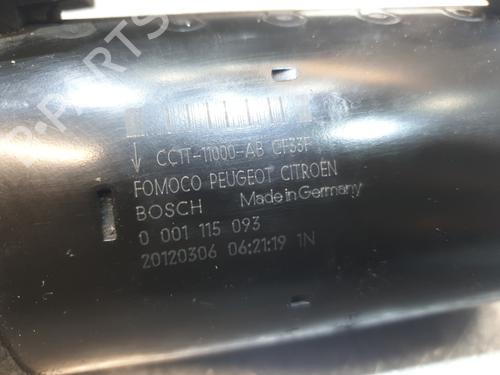 CC1T-11000-AB CF33F
FOMOCO PEUGEOT CITROËN
BOSCH Made in Germany
0 001 115 093
20120306 06:21:19 1N